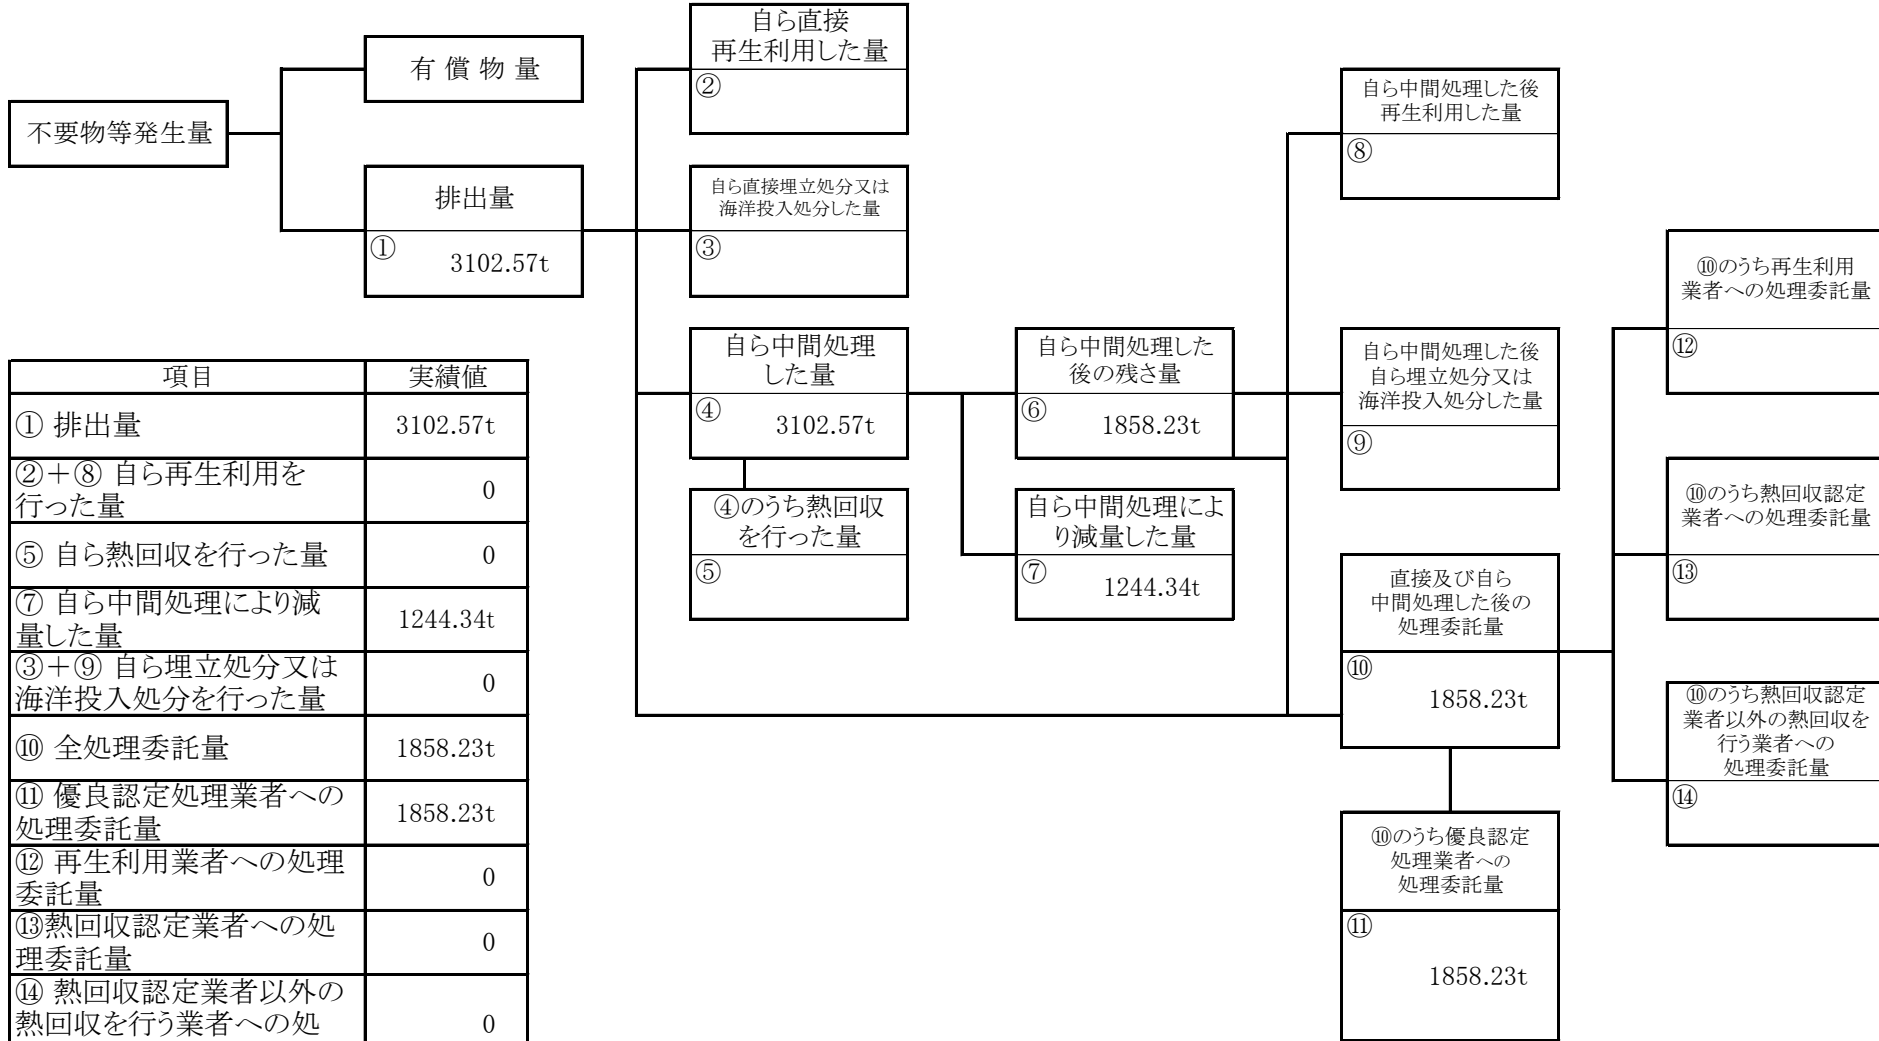 不要物等発生量
有 償 物 量
排出量
①
3102.57t
自ら直接
再生利用した量
②
自ら直接埋立処分又は
海洋投入処分した量
③
自ら中間処理
した量
④
3102.57t
④のうち熱回収
を行った量
⑤
自ら中間処理した
後の残さ量
⑥
1858.23t
自ら中間処理によ
り減量した量
⑦
1244.34t
自ら中間処理した後
再生利用した量
⑧
自ら中間処理した後
自ら埋立処分又は
海洋投入処分した量
⑨
直接及び自ら
中間処理した後の
処理委託量
⑩
1858.23t
⑩のうち優良認定
処理業者への
処理委託量
⑪
1858.23t
⑩のうち再生利用
業者への処理委託量
⑫
⑩のうち熱回収認定
業者への処理委託量
⑬
⑩のうち熱回収認定
業者以外の熱回収を
行う業者への
処理委託量
⑭
項目 実績値
① 排出量 3102.57t
②+⑧ 自ら再生利用を
行った量 0
⑤ 自ら熱回収を行った量 0
⑦ 自ら中間処理により減
量した量 1244.34t
③+⑨ 自ら埋立処分又は
海洋投入処分を行った量 0
⑩ 全処理委託量 1858.23t
⑪ 優良認定処理業者への
処理委託量 1858.23t
⑫ 再生利用業者への処理
委託量 0
⑬熱回収認定業者への処
理委託量 0
⑭ 熱回収認定業者以外の
熱回収を行う業者への処 0